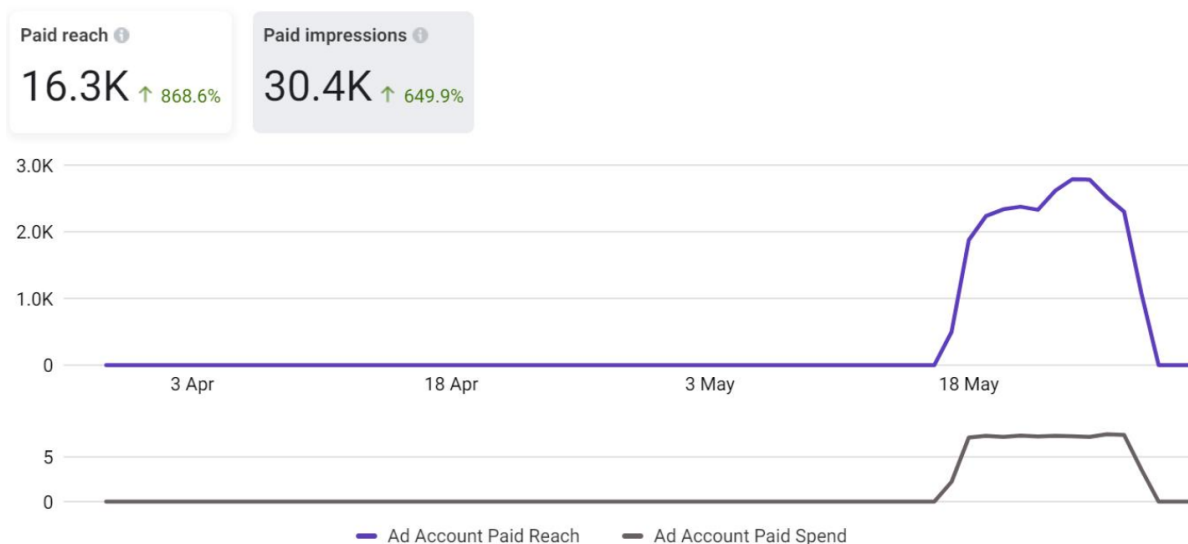 Paid reach
Paid impressions
16.3K ↑ 868.6%
30.4K ↑ 649.9%
3.0K
2.0K
1.0K
0
3 Apr
18 Apr
3 May
18 May
5
0
Ad Account Paid Reach
Ad Account Paid Spend